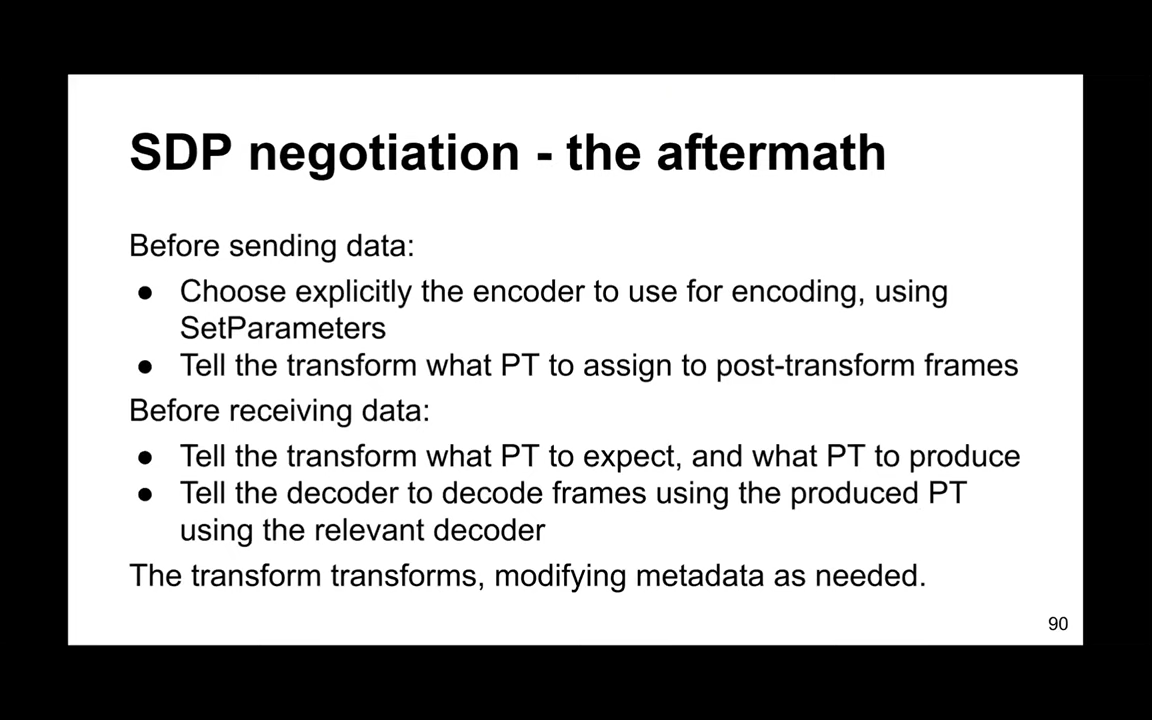 SDP negotiation - the aftermath
Before sending data:
● Choose explicitly the encoder to use for encoding, using
SetParameters
● Tell the transform what PT to assign to post-transform frames
Before receiving data:
● Tell the transform what PT to expect, and what PT to produce
● Tell the decoder to decode frames using the produced PT
using the relevant decoder
The transform transforms, modifying metadata as needed.
90